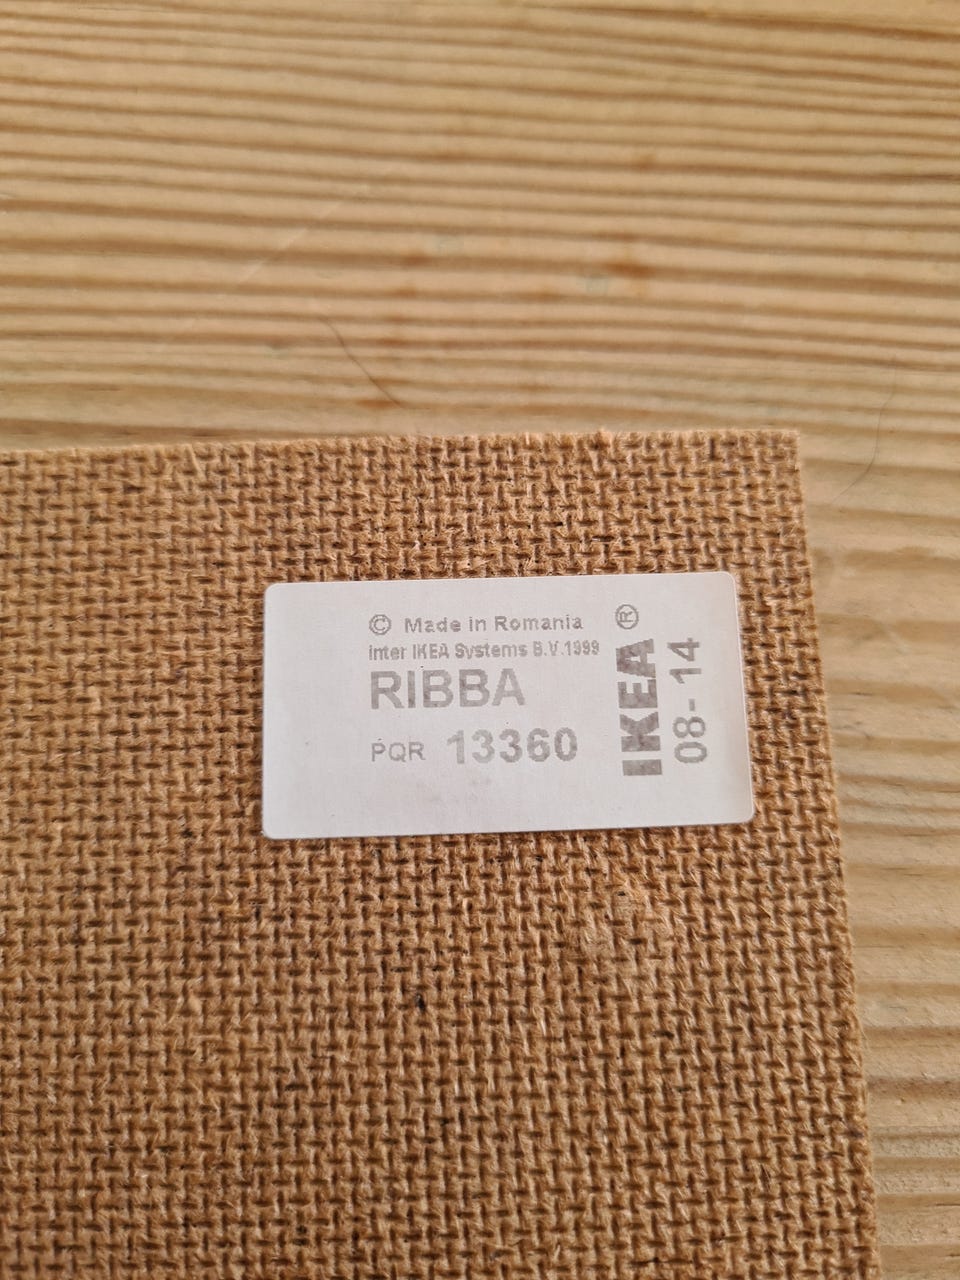 © Made in Romania
Inter IKEA Systems B.V.1999
RIBBA
PQR 13360
IKEA®
08-14